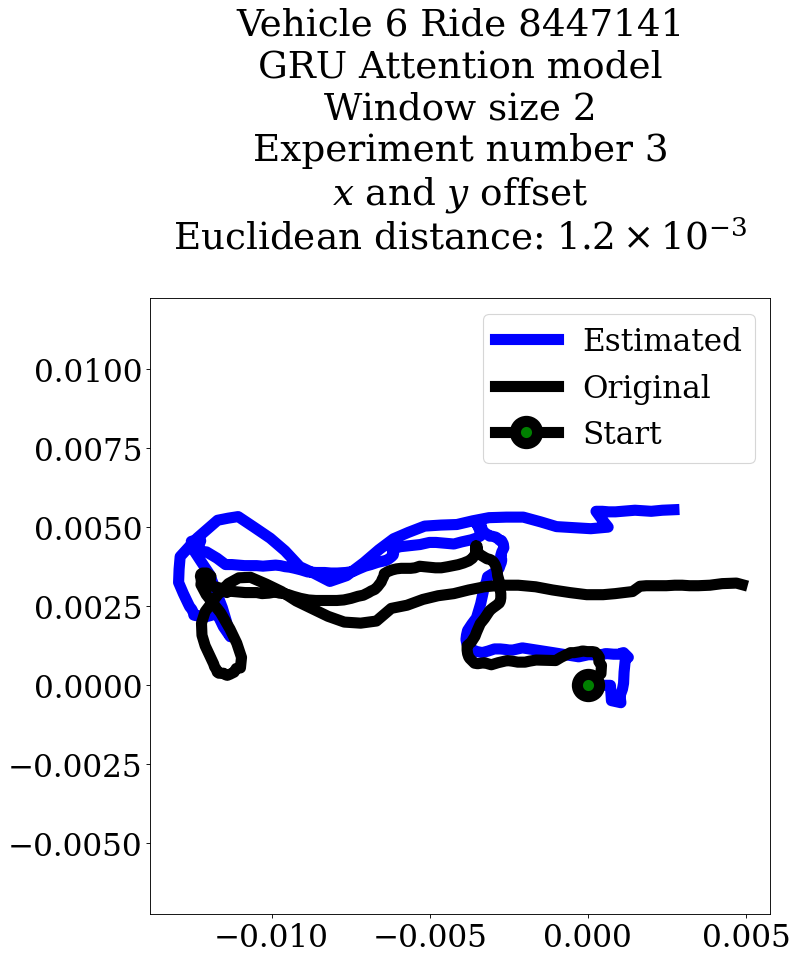 Vehicle 6 Ride 8447141
GRU Attention model
Window size 2
Experiment number 3
x and y offset
Euclidean distance: 1.2 × 10⁻³
Estimated
Original
Start
0.0100
0.0075
0.0050
0.0025
0.0000
−0.0025
−0.0050
−0.010 −0.005 0.000 0.005